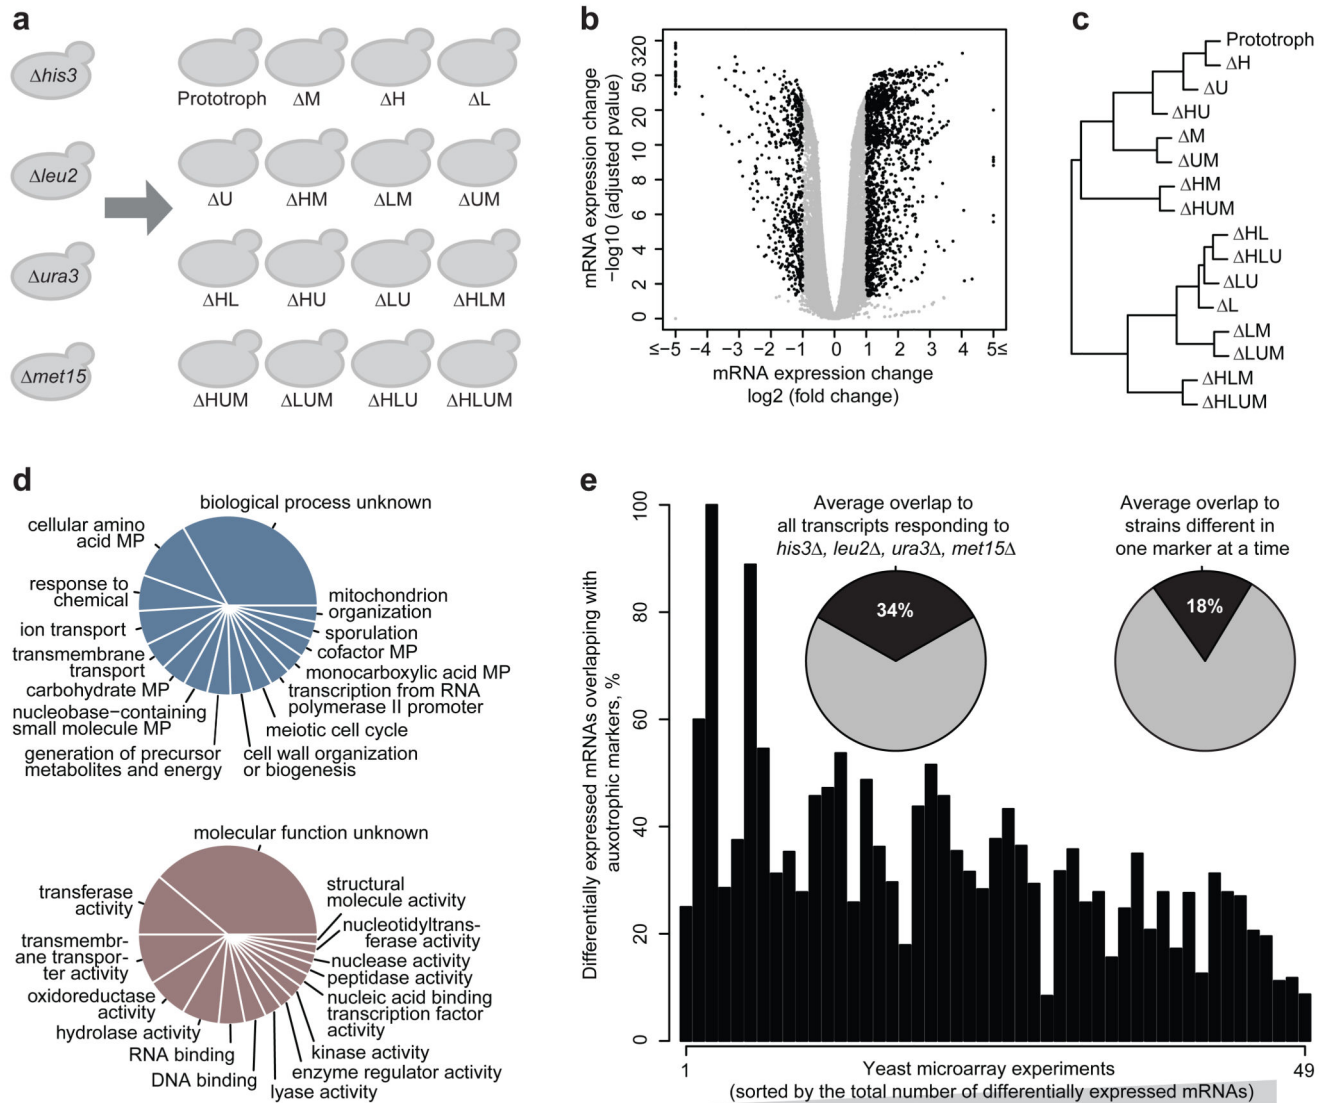 a
Δhis3
Δleu2
Δura3
Δmet15
Prototroph ΔM ΔH ΔL
ΔU ΔHM ΔLM ΔUM
ΔHL ΔHU ΔLU ΔHLM
ΔHUM ΔLUM ΔHLU ΔHLUM
b
mRNA expression change
−log10 (adjusted pvalue)
320
50
20
10
8
6
4
2
0
≤−5 −4 −3 −2 −1 0 1 2 3 4 5≤
mRNA expression change
log2 (fold change)
c
Prototroph
ΔH
ΔU
ΔHU
ΔM
ΔUM
ΔHM
ΔHUM
ΔHL
ΔHLU
ΔLU
ΔL
ΔLM
ΔLUM
ΔHLM
ΔHLUM
d
biological process unknown
cellular amino
acid MP
response to
chemical
ion transport
transmembrane
transport
carbohydrate MP
nucleobase−containing
small molecule MP
generation of precursor
metabolites and energy
cell wall organization
or biogenesis
meiotic cell cycle
transcription from RNA
polymerase II promoter
monocarboxylic acid MP
cofactor MP
sporulation
mitochondrion
organization
molecular function unknown
transferase
activity
transmembr-
ane transpor-
ter activity
oxidoreductase
activity
hydrolase activity
RNA binding
DNA binding
lyase activity
enzyme regulator activity
kinase activity
nucleic acid binding
transcription factor
activity
peptidase activity
nuclease activity
nucleotidyltrans-
ferase activity
structural
molecule activity
e
Differentially expressed mRNAs overlapping with
auxotrophic markers, %
100
80
60
40
20
0
Average overlap to
all transcripts responding to
his3Δ, leu2Δ, ura3Δ, met15Δ
34%
Average overlap to
strains different in
one marker at a time
18%
1 Yeast microarray experiments 49
(sorted by the total number of differentially expressed mRNAs)